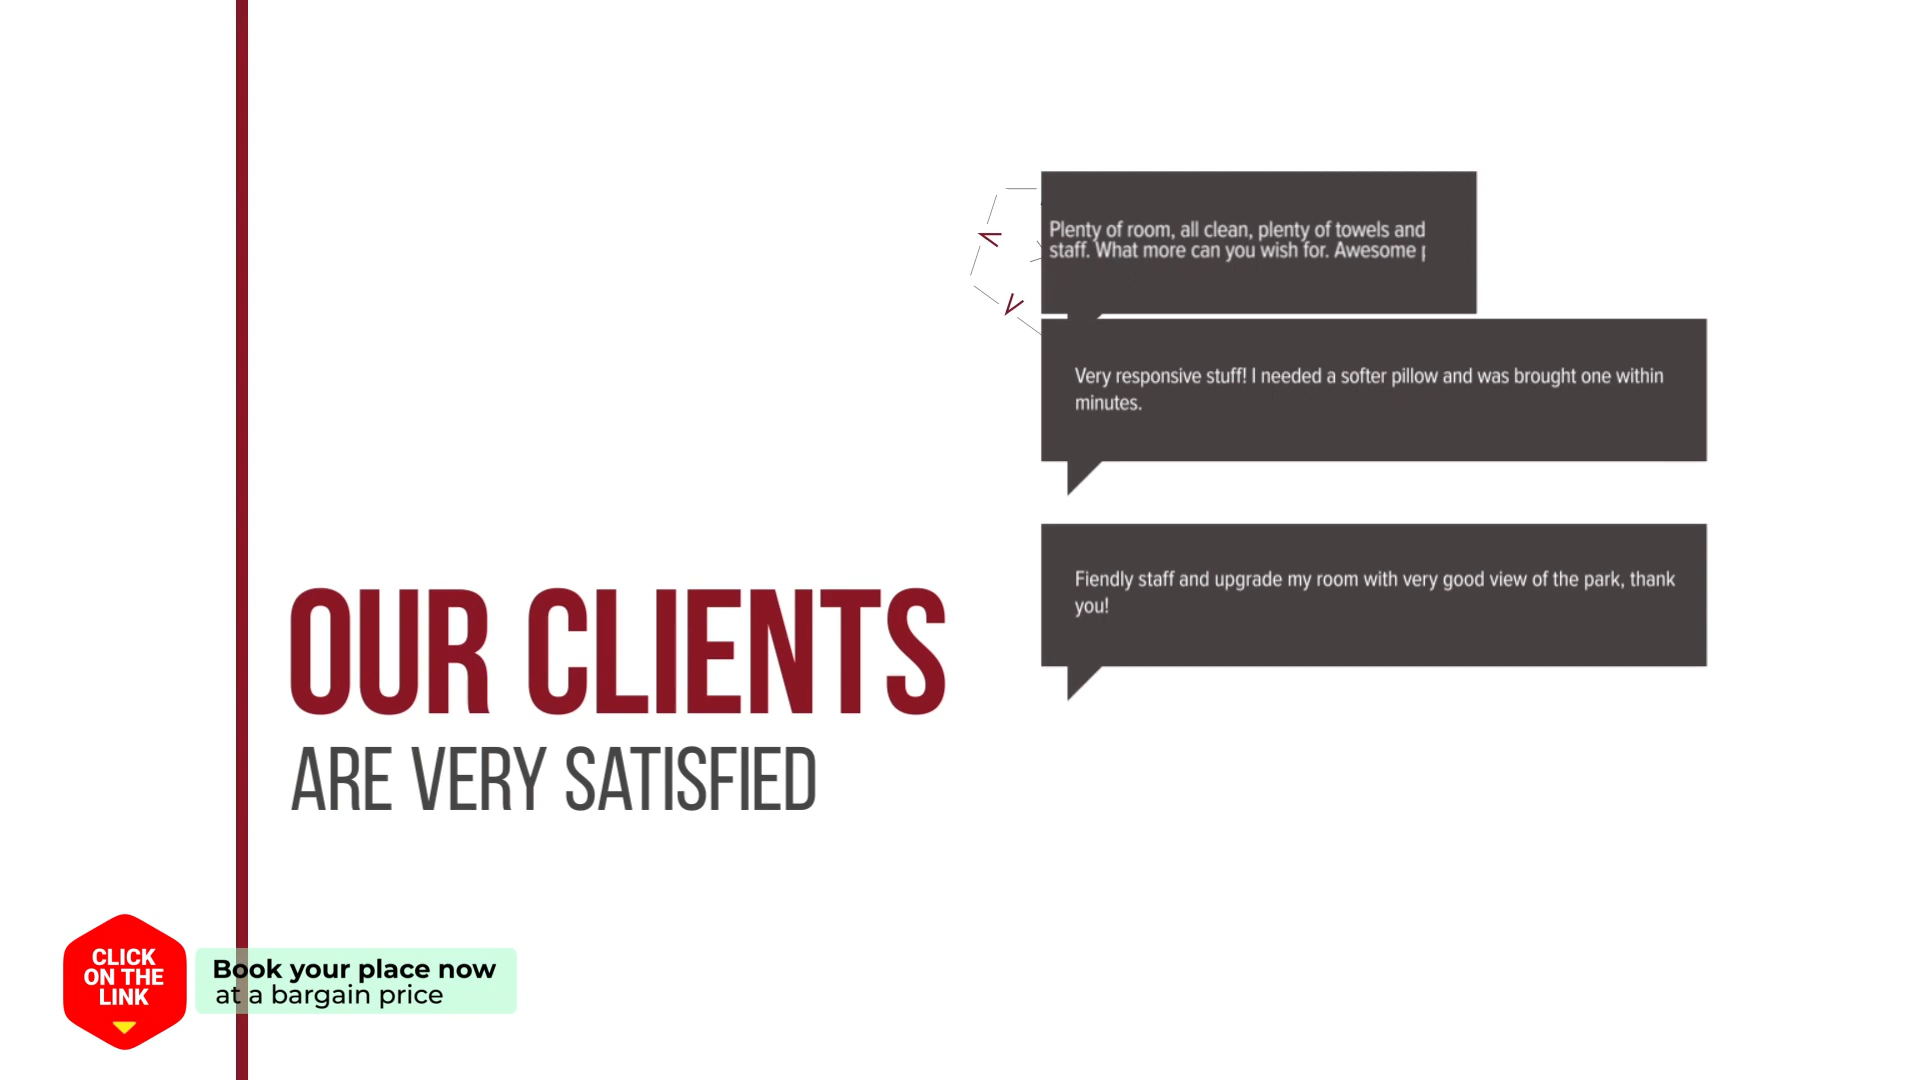 Plenty of room, all clean, plenty of towels and
staff. What more can you wish for. Awesome
Very responsive stuff! I needed a softer pillow and was brought one within
minutes.
Fiendly staff and upgrade my room with very good view of the park, thank
you!
OUR CLIENTS
ARE VERY SATISFIED
CLICK
ON THE
LINK
Book your place now
at a bargain price